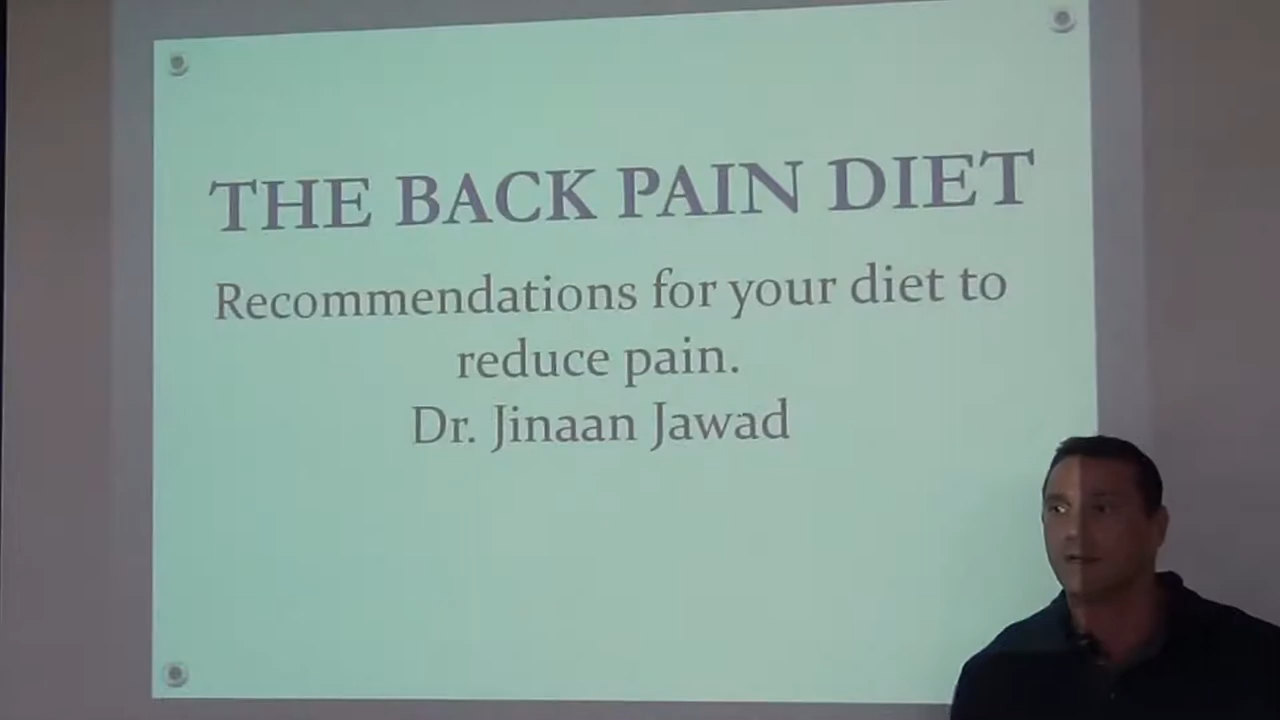 THE BACK PAIN DIET
Recommendations for your diet to
reduce pain.
Dr. Jinaan Jawad